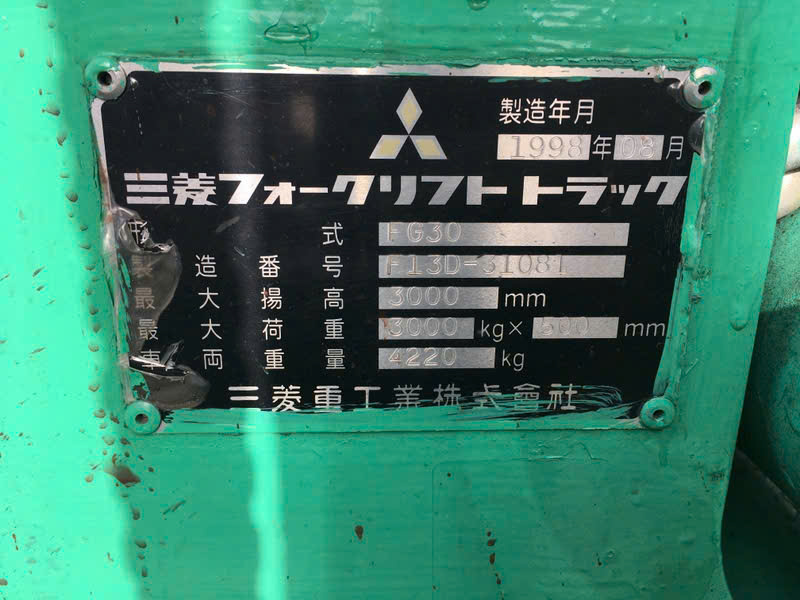 製造年月
1998年08月
三菱フォークリフトトラック
形式 FG30
製造番号 F13D-31081
最大揚高 3000 mm
最大荷重 3000 kg× 500 mm
車両重量 4220 kg
三菱重工業株式會社